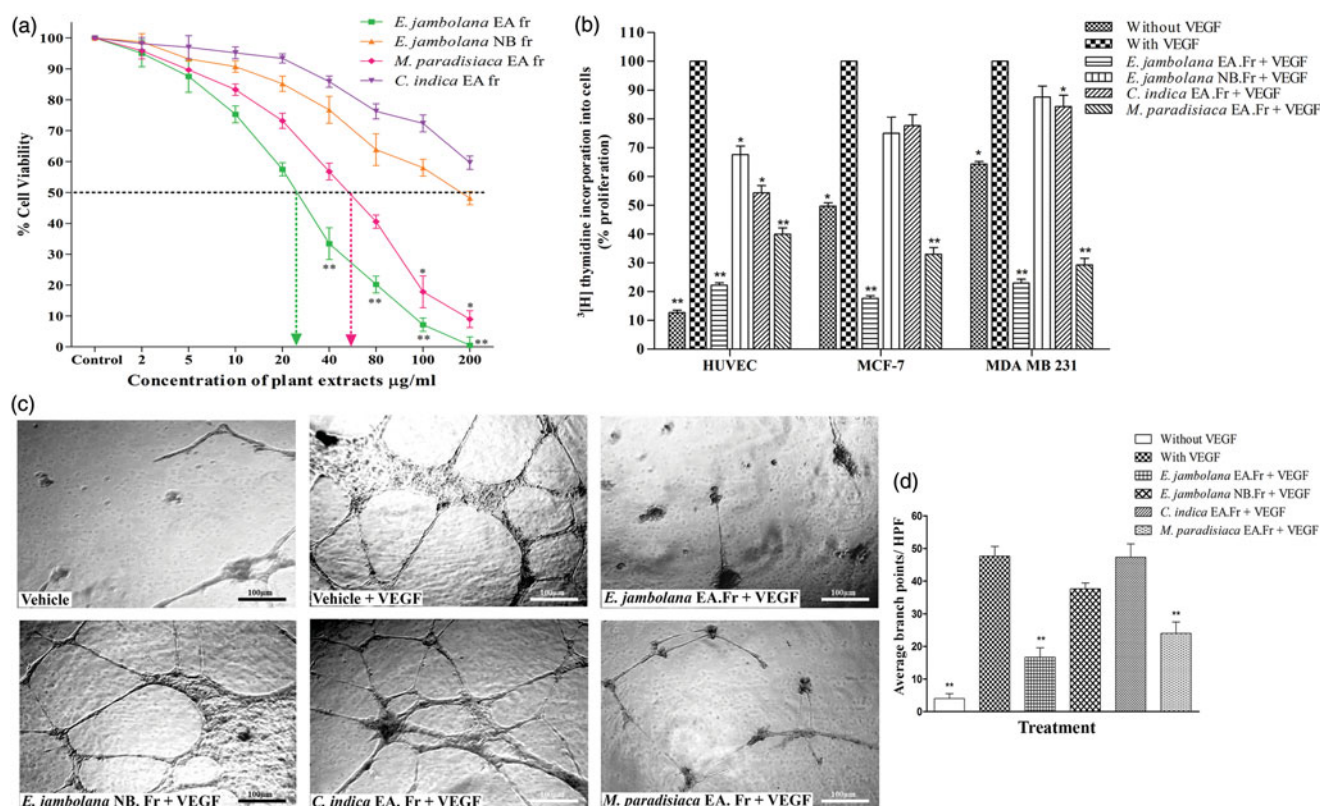 (a)
E. jambolana EA fr
E. jambolana NB fr
M. paradisiaca EA fr
C. indica EA fr
% Cell Viability
100
90
80
70
60
50
40
30
20
10
0
**
**
**
**
*
*
Control 2 5 10 20 40 80 100 200
Concentration of plant extracts µg/ml
(b)
Without VEGF
With VEGF
E. jambolana EA.Fr + VEGF
E. jambolana NB.Fr + VEGF
C. indica EA.Fr + VEGF
M. paradisiaca EA.Fr + VEGF
³[H] thymidine incorporation into cells
(% proliferation)
110
100
90
80
70
60
50
40
30
20
10
0
** ** * * **
* ** **
* ** * **
HUVEC MCF-7 MDA MB 231
(c)
Vehicle 100µm
Vehicle + VEGF 100µm
E. jambolana EA.Fr + VEGF 100µm
E. jambolana NB. Fr + VEGF 100µm
C. indica EA. Fr + VEGF 100µm
M. paradisiaca EA. Fr + VEGF 100µm
(d)
Without VEGF
With VEGF
E. jambolana EA.Fr + VEGF
E. jambolana NB.Fr + VEGF
C. indica EA.Fr + VEGF
M. paradisiaca EA.Fr + VEGF
Average branch points/ HPF
60
50
40
30
20
10
0
** ** **
Treatment